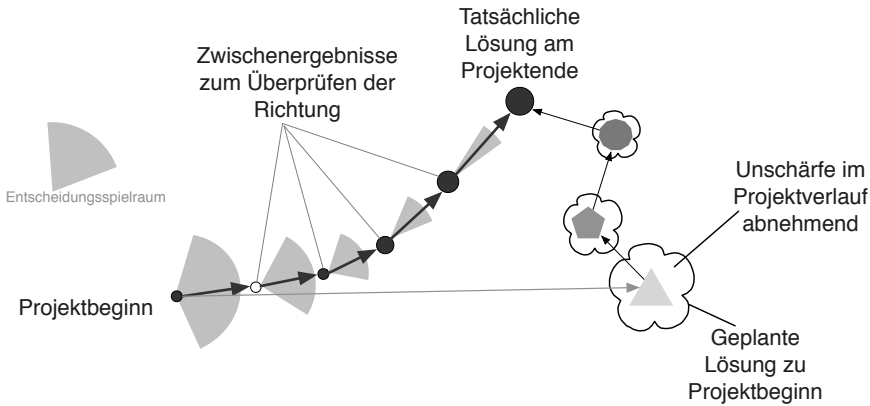 Tatsächliche
Lösung am
Projektende
Zwischenergebnisse
zum Überprüfen der
Richtung
Entscheidungsspielraum
Unschärfe im
Projektverlauf
abnehmend
Projektbeginn
Geplante
Lösung zu
Projektbeginn